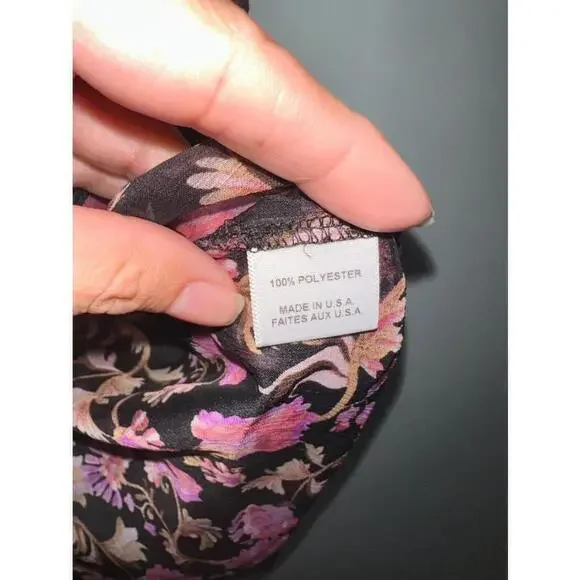 100% POLYESTER
MADE IN U.S.A.
FAITES AUX U.S.A.